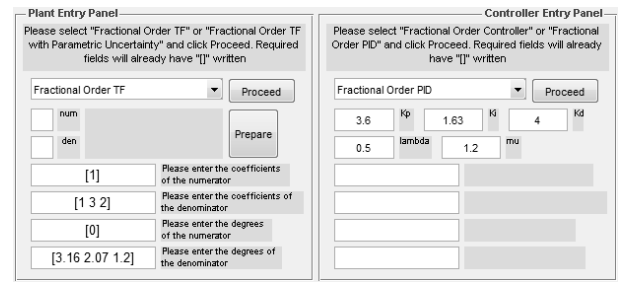 Plant Entry Panel
Please select "Fractional Order TF" or "Fractional Order TF
with Parametric Uncertainty" and click Proceed. Required
fields will already have "[]" written
Fractional Order TF
Proceed
num
den
Prepare
[1]
Please enter the coefficients
of the numerator
[1 3 2]
Please enter the coefficients of
the denominator
[0]
Please enter the degrees
of the numerator
[3.16 2.07 1.2]
Please enter the degrees of
the denominator
Controller Entry Panel
Please select "Fractional Order Controller" or "Fractional
Order PID" and click Proceed. Required fields will already
have "[]" written
Fractional Order PID
Proceed
3.6 Kp 1.63 Ki 4 Kd
0.5 lambda 1.2 mu